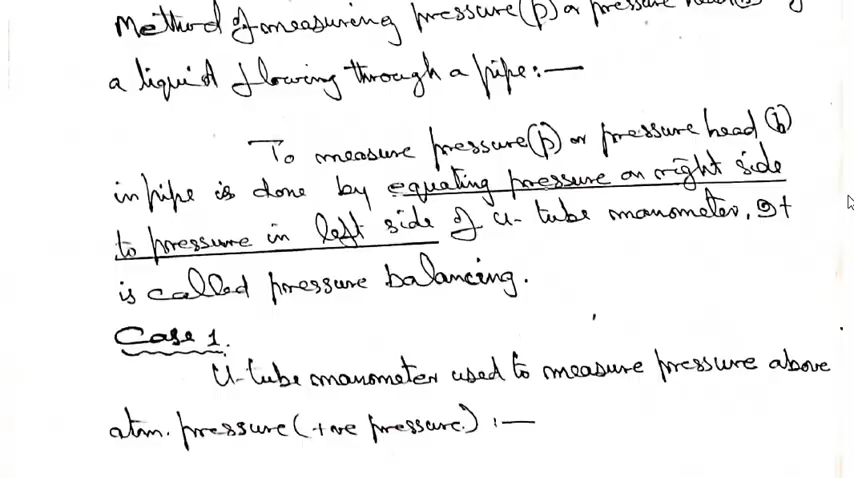 Method of measuring pressure(p) or pressure head(h) of
a liquid flowing through a pipe:—
To measure pressure(p) or pressure head (h)
in pipe is done by equating pressure on right side
to pressure in left side of U-tube manometer. It
is called pressure balancing.
Case 1.
U-tube manometer used to measure pressure above
atm. pressure (+ve pressure) :—